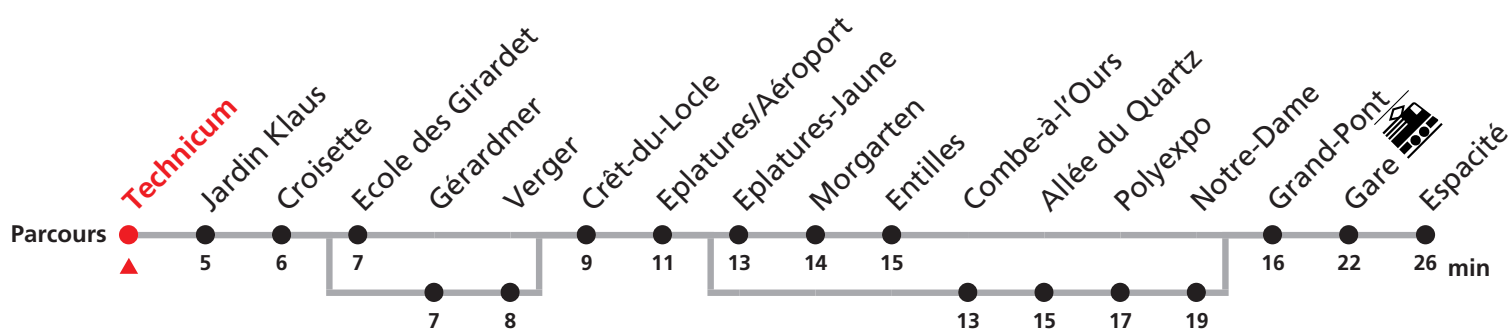 Technicum
Jardin Klaus
Croisette
Ecole des Girardet
Gérardmer
Verger
Crêt-du-Locle
Eplatures/Aéroport
Eplatures-Jaune
Morgarten
Entilles
Combe-à-l'Ours
Allée du Quartz
Polyexpo
Notre-Dame
Grand-Pont
Gare
Espacité
Parcours
5 6 7 9 11 13 14 15 16 22 26 min
7 8 13 15 17 19